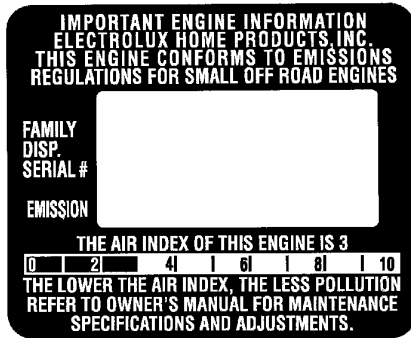 IMPORTANT ENGINE INFORMATION
ELECTROLUX HOME PRODUCTS, INC.
THIS ENGINE CONFORMS TO EMISSIONS
REGULATIONS FOR SMALL OFF ROAD ENGINES
FAMILY
DISP.
SERIAL #
EMISSION
THE AIR INDEX OF THIS ENGINE IS 3
0 2 4 6 8 10
THE LOWER THE AIR INDEX, THE LESS POLLUTION
REFER TO OWNER'S MANUAL FOR MAINTENANCE
SPECIFICATIONS AND ADJUSTMENTS.